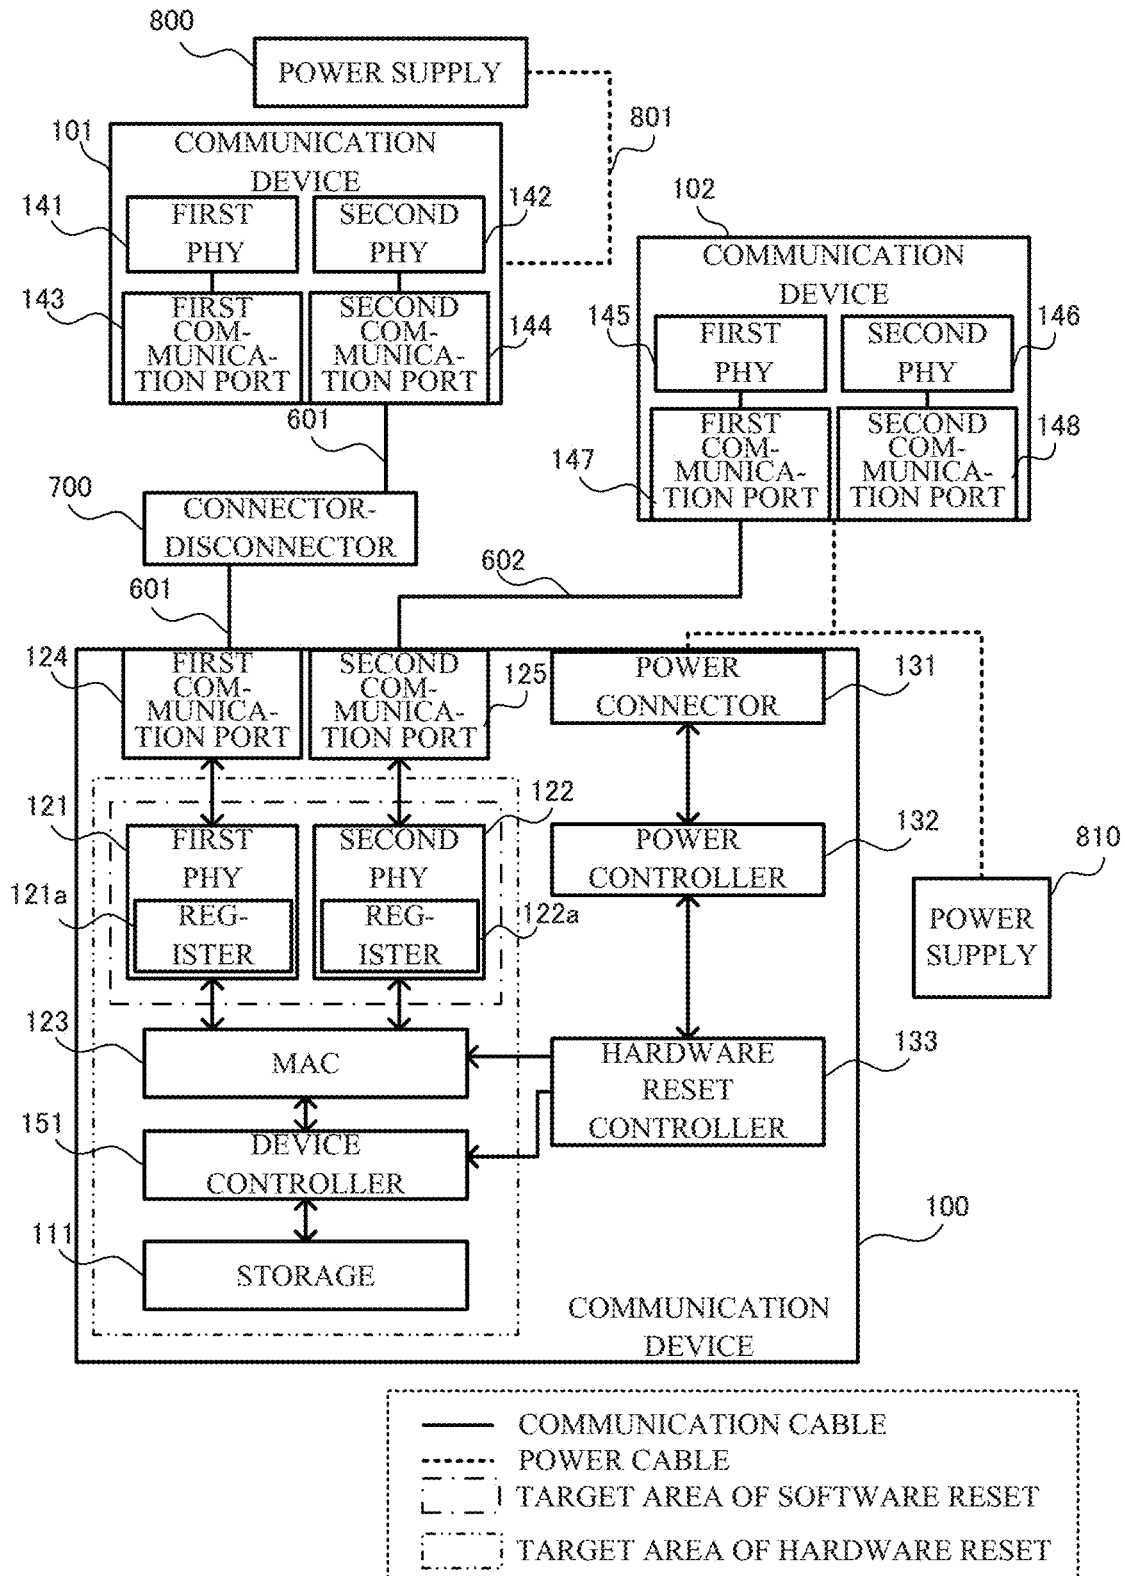 800
POWER SUPPLY
801
101
COMMUNICATION
DEVICE
141
FIRST
PHY
SECOND
PHY
142
143
FIRST
COM-
MUNICA-
TION PORT
SECOND
COM-
MUNICA-
TION PORT
144
102
COMMUNICATION
DEVICE
145
FIRST
PHY
SECOND
PHY
146
147
FIRST
COM-
MUNICA-
TION PORT
SECOND
COM-
MUNICA-
TION PORT
148
601
700
CONNECTOR-
DISCONNECTOR
601
602
124
FIRST
COM-
MUNICA-
TION PORT
SECOND
COM-
MUNICA-
TION PORT
125
POWER
CONNECTOR
131
121
FIRST
PHY
121a
REG-
ISTER
SECOND
PHY
122
REG-
ISTER
122a
POWER
CONTROLLER
132
810
POWER
SUPPLY
123
MAC
HARDWARE
RESET
CONTROLLER
133
151
DEVICE
CONTROLLER
111
STORAGE
100
COMMUNICATION
DEVICE
COMMUNICATION CABLE
POWER CABLE
TARGET AREA OF SOFTWARE RESET
TARGET AREA OF HARDWARE RESET